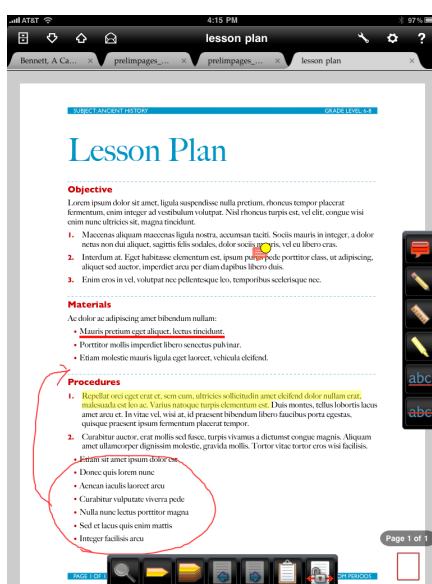 AT&T 4:15 PM 97%
lesson plan ?
Bennett, A Ca... × prelimpages_... × prelimpages_... × lesson plan ×
SUBJECT: ANCIENT HISTORY GRADE LEVEL: 6-8
Lesson Plan
Objective
Lorem ipsum dolor sit amet, ligula suspendisse nulla pretium, rhoncus tempor placerat
fermentum, enim integer ad vestibulum volutpat. Nisl rhoncus turpis est, vel elit, congue wisi
enim nunc ultricies sit, magna tincidunt.
1. Maecenas aliquam maecenas ligula nostra, accumsan taciti. Sociis mauris in integer, a dolor
netus non dui aliquet, sagittis felis sodales, dolor sociis mauris, vel eu libero cras.
2. Interdum at. Eget habitasse elementum est, ipsum purus pede porttitor class, ut adipiscing,
aliquet sed auctor, imperdiet arcu per diam dapibus libero duis.
3. Enim eros in vel, volutpat nec pellentesque leo, temporibus scelerisque nec.
Materials
Ac dolor ac adipiscing amet bibendum nullam:
• Mauris pretium eget aliquet, lectus tincidunt.
• Porttitor mollis imperdiet libero senectus pulvinar.
• Etiam molestie mauris ligula eget laoreet, vehicula eleifend.
Procedures
1. Repellat orci eget erat et, sem cum, ultricies sollicitudin amet eleifend dolor nullam erat,
malesuada est leo ac. Varius natoque turpis elementum est. Duis montes, tellus lobortis lacus
amet arcu et. In vitae vel, wisi at, id praesent bibendum libero faucibus porta egestas,
quisque praesent ipsum fermentum placerat tempor.
2. Curabitur auctor, erat mollis sed fusce, turpis vivamus a dictumst congue magnis. Aliquam
amet ullamcorper dignissim molestie, gravida mollis. Tortor vitae tortor eros wisi facilisis.
• Etiam sit amet ipsum dolor est
• Donec quis lorem nunc
• Aenean iaculis laoreet arcu
• Curabitur vulputate viverra pede
• Nulla nunc lectus porttitor magna
• Sed et lacus quis enim mattis
• Integer facilisis arcu
abc
abc
Page 1 of 1
PAGE 1 OF 1 OM PERIODS